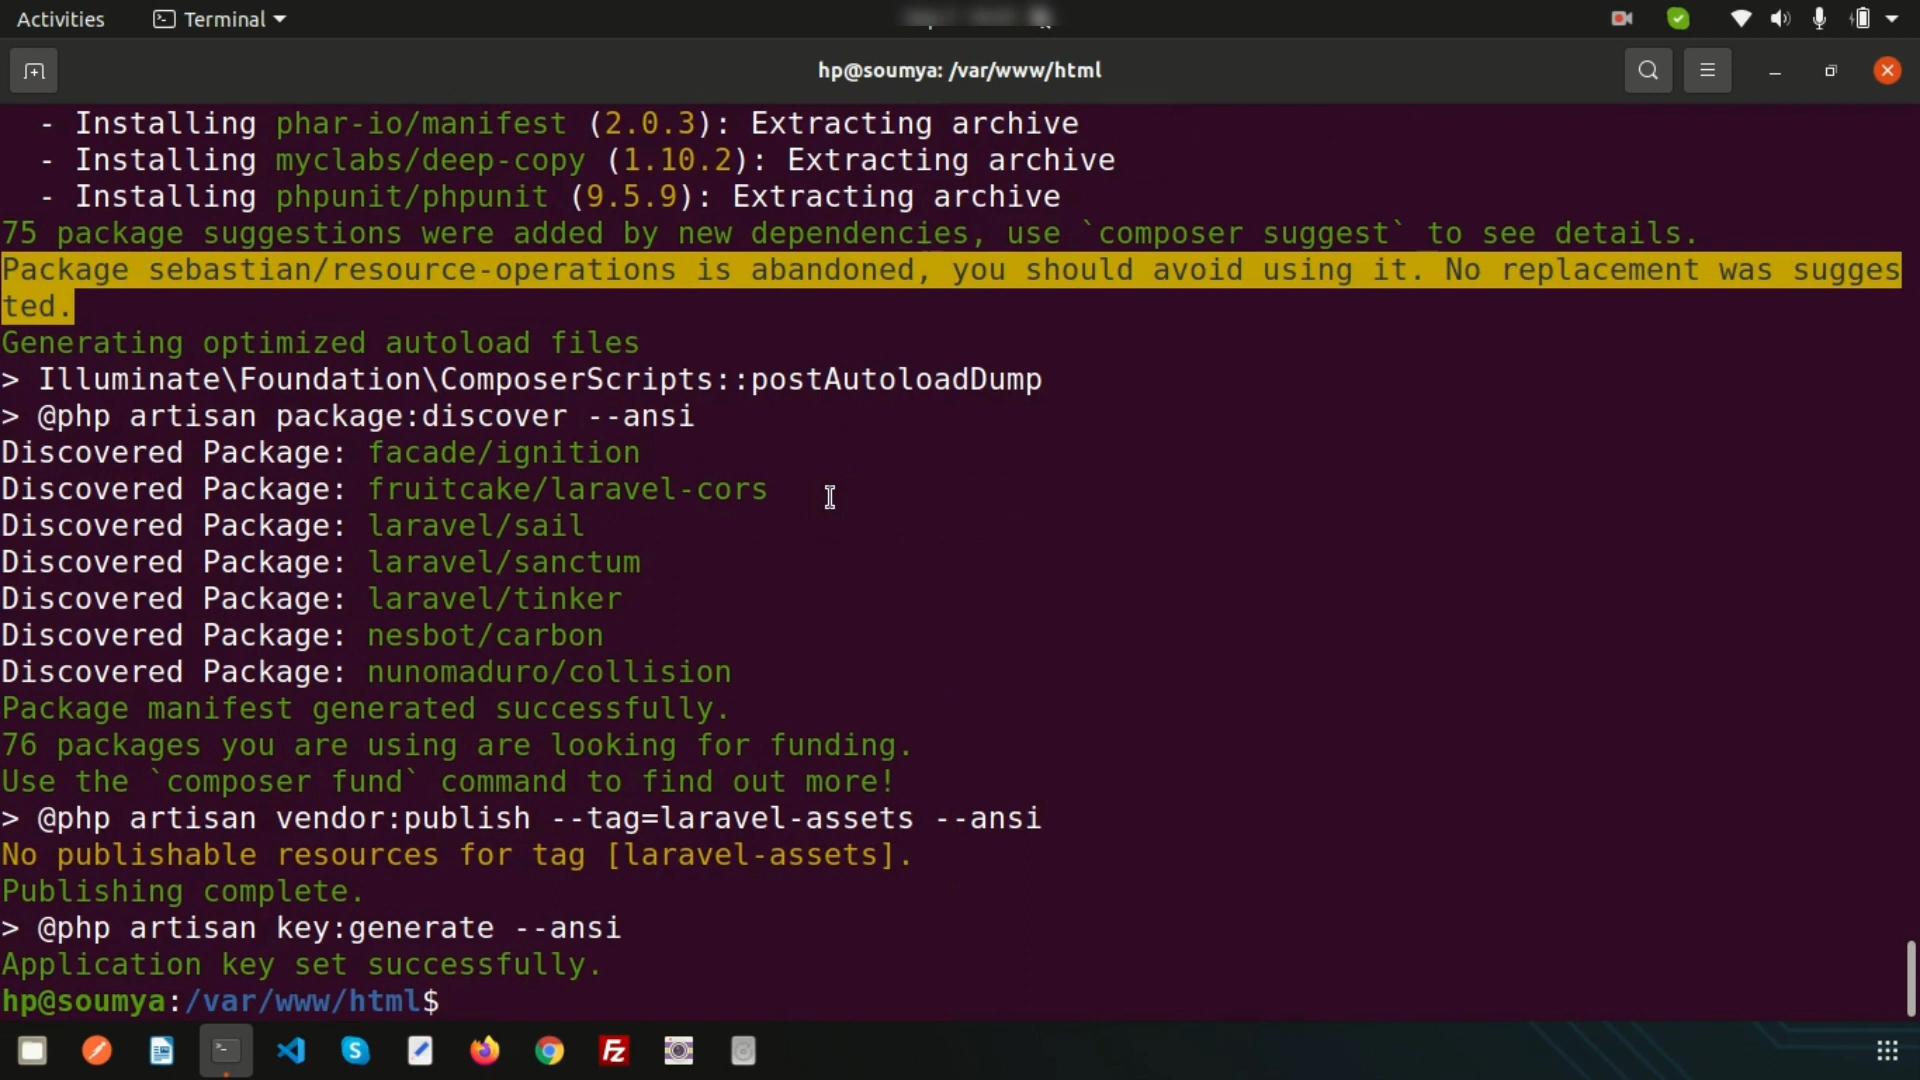 Activities
Terminal
hp@soumya: /var/www/html
- Installing phar-io/manifest (2.0.3): Extracting archive
- Installing myclabs/deep-copy (1.10.2): Extracting archive
- Installing phpunit/phpunit (9.5.9): Extracting archive
75 package suggestions were added by new dependencies, use `composer suggest` to see details.
Package sebastian/resource-operations is abandoned, you should avoid using it. No replacement was sugges
ted.
Generating optimized autoload files
> Illuminate\Foundation\ComposerScripts::postAutoloadDump
> @php artisan package:discover --ansi
Discovered Package: facade/ignition
Discovered Package: fruitcake/laravel-cors
Discovered Package: laravel/sail
Discovered Package: laravel/sanctum
Discovered Package: laravel/tinker
Discovered Package: nesbot/carbon
Discovered Package: nunomaduro/collision
Package manifest generated successfully.
76 packages you are using are looking for funding.
Use the `composer fund` command to find out more!
> @php artisan vendor:publish --tag=laravel-assets --ansi
No publishable resources for tag [laravel-assets].
Publishing complete.
> @php artisan key:generate --ansi
Application key set successfully.
hp@soumya:/var/www/html$